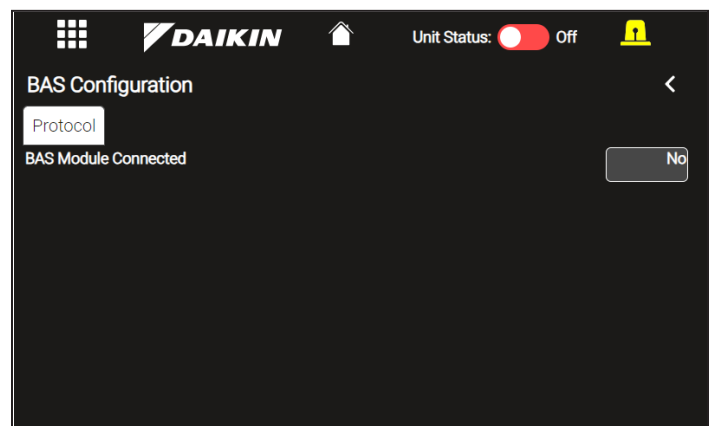 DAIKIN Unit Status: Off
BAS Configuration
Protocol
BAS Module Connected No